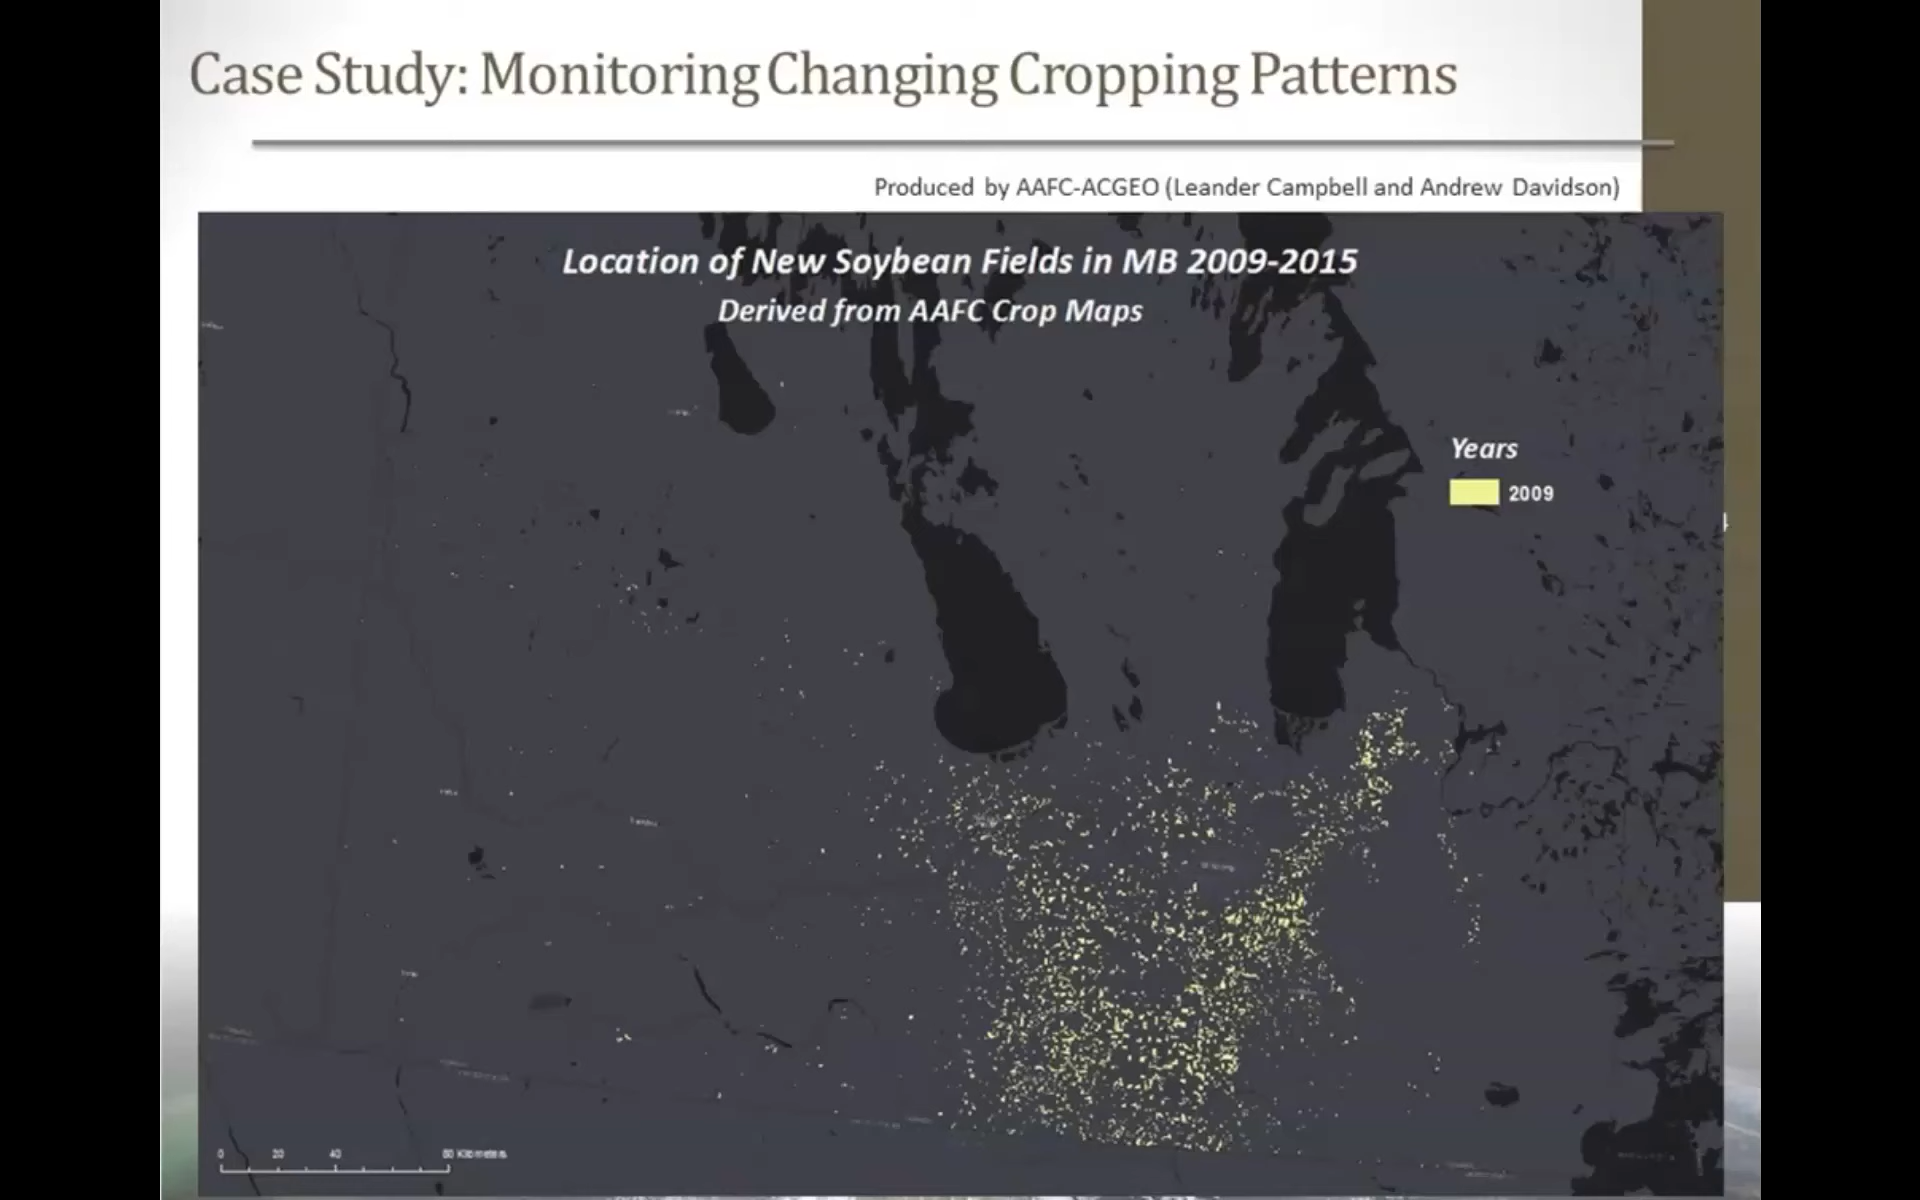 Case Study: Monitoring Changing Cropping Patterns
Produced by AAFC-ACGEO (Leander Campbell and Andrew Davidson)
Location of New Soybean Fields in MB 2009-2015
Derived from AAFC Crop Maps
Years
2009
0 20 40 80 Kilometers